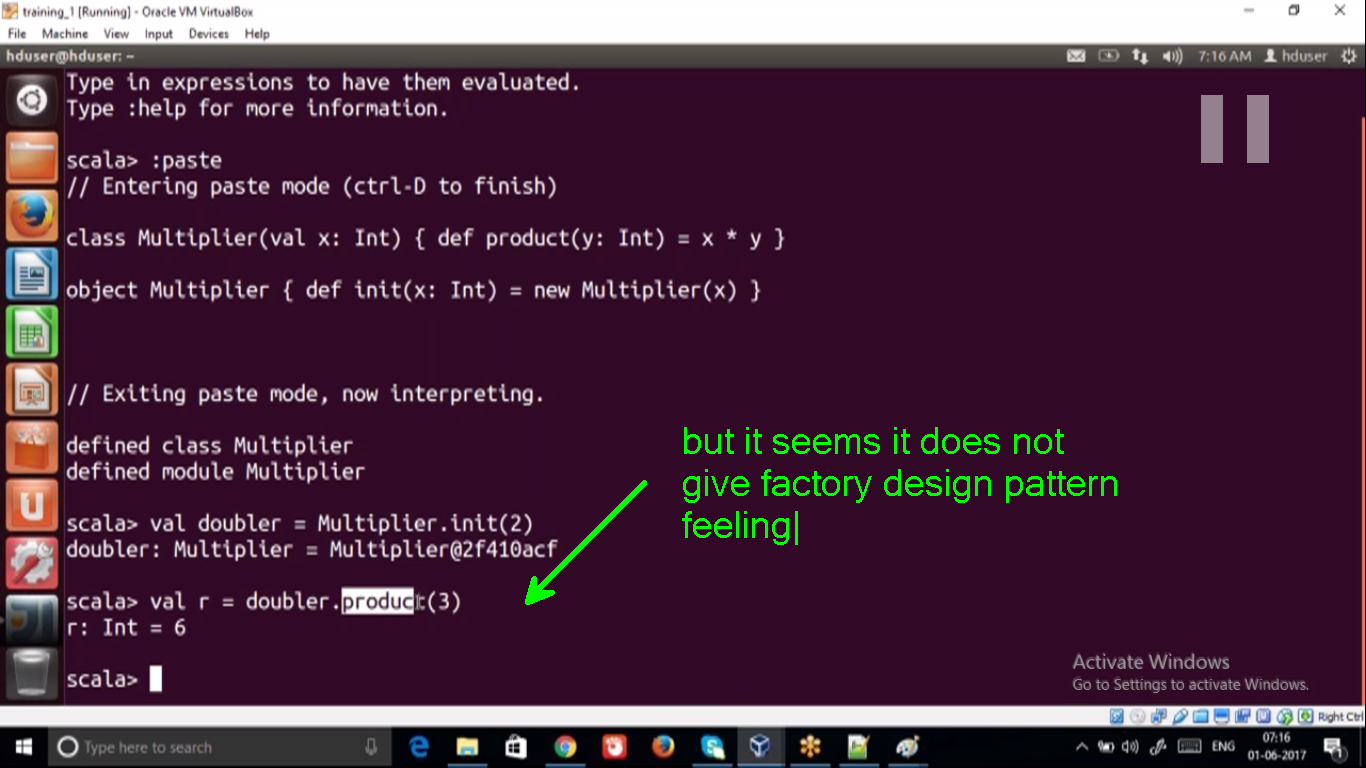 training_1 [Running] - Oracle VM VirtualBox
File Machine View Input Devices Help
hduser@hduser: ~
7:16 AM hduser
Type in expressions to have them evaluated.
Type :help for more information.
scala> :paste
// Entering paste mode (ctrl-D to finish)
class Multiplier(val x: Int) { def product(y: Int) = x * y }
object Multiplier { def init(x: Int) = new Multiplier(x) }
// Exiting paste mode, now interpreting.
defined class Multiplier
defined module Multiplier
scala> val doubler = Multiplier.init(2)
doubler: Multiplier = Multiplier@2f410acf
scala> val r = doubler.product(3)
r: Int = 6
scala>
but it seems it does not
give factory design pattern
feeling|
Activate Windows
Go to Settings to activate Windows.
Right Ctrl
Type here to search
ENG
07:16
01-06-2017